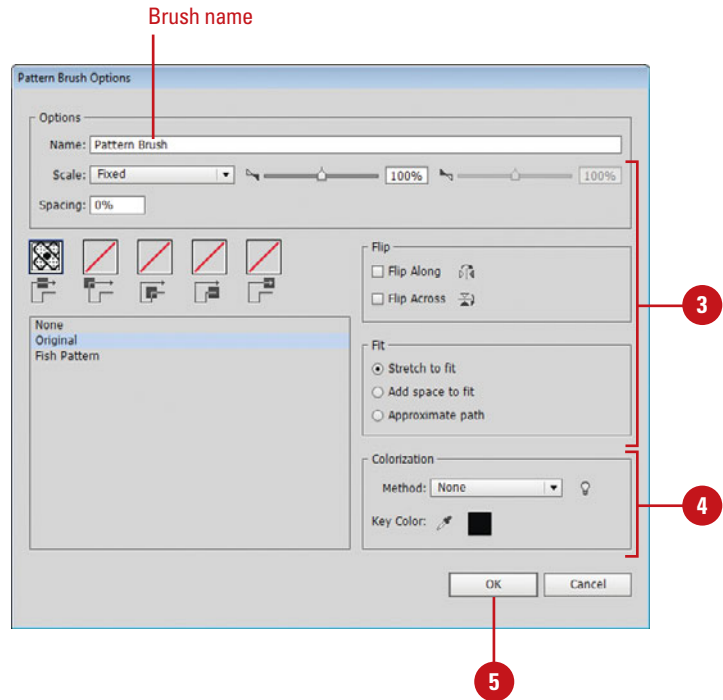 Brush name
Pattern Brush Options
Options
Name: Pattern Brush
Scale: Fixed 100% 100%
Spacing: 0%
Flip
Flip Along
Flip Across
None
Original
Fish Pattern
Fit
Stretch to fit
Add space to fit
Approximate path
3
Colorization
Method: None
Key Color:
4
OK Cancel
5